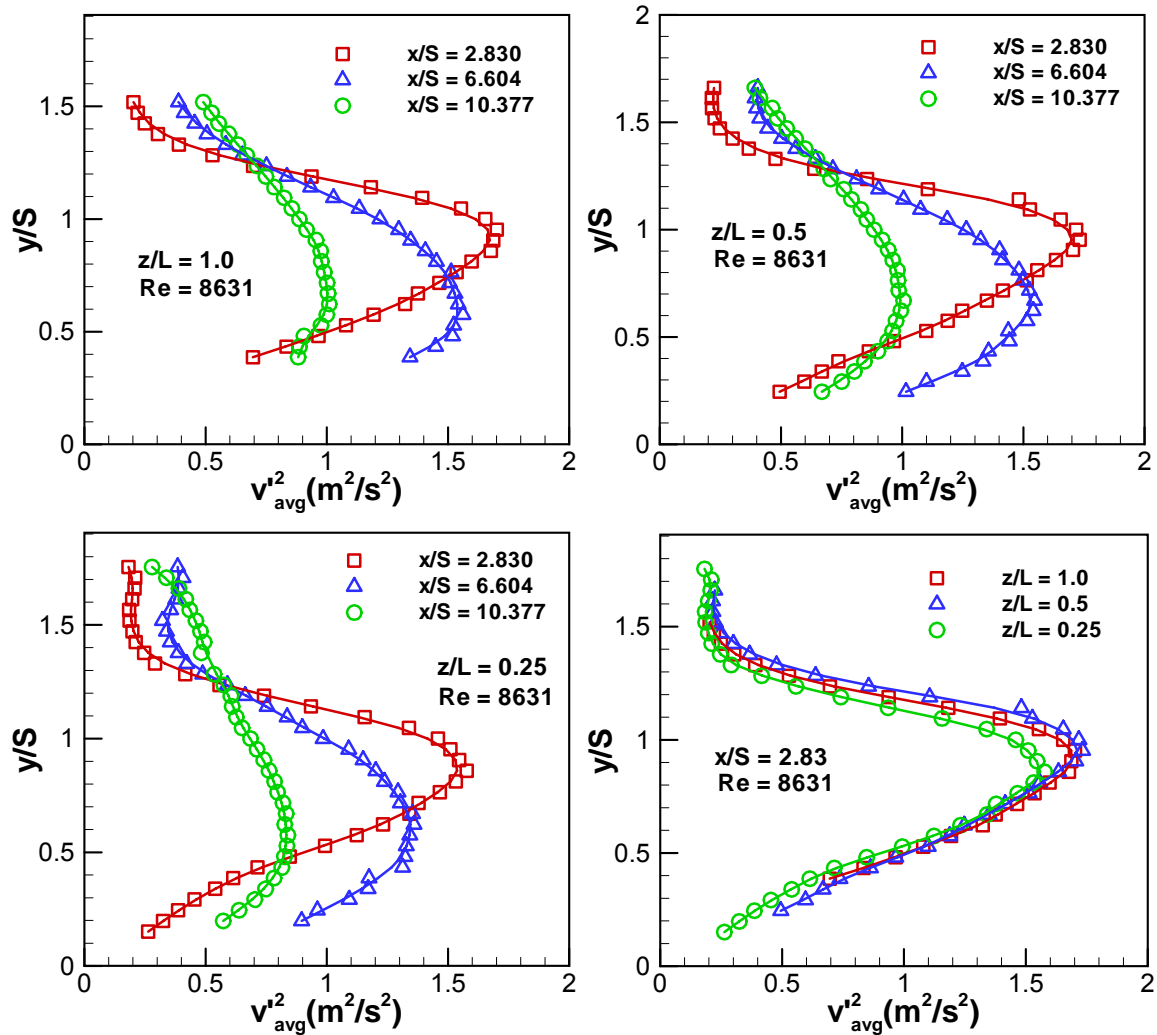 x/S = 2.830
x/S = 6.604
x/S = 10.377
1.5
1
0.5
0
y/S
z/L = 1.0
Re = 8631
0 0.5 1 1.5 2
v'²avg(m²/s²)
2
x/S = 2.830
x/S = 6.604
x/S = 10.377
1.5
1
0.5
0
y/S
z/L = 0.5
Re = 8631
0 0.5 1 1.5 2
v'²avg(m²/s²)
x/S = 2.830
x/S = 6.604
x/S = 10.377
1.5
1
0.5
0
y/S
z/L = 0.25
Re = 8631
0 0.5 1 1.5 2
v'²avg(m²/s²)
z/L = 1.0
z/L = 0.5
z/L = 0.25
1.5
1
0.5
0
y/S
x/S = 2.83
Re = 8631
0 0.5 1 1.5 2
v'²avg(m²/s²)